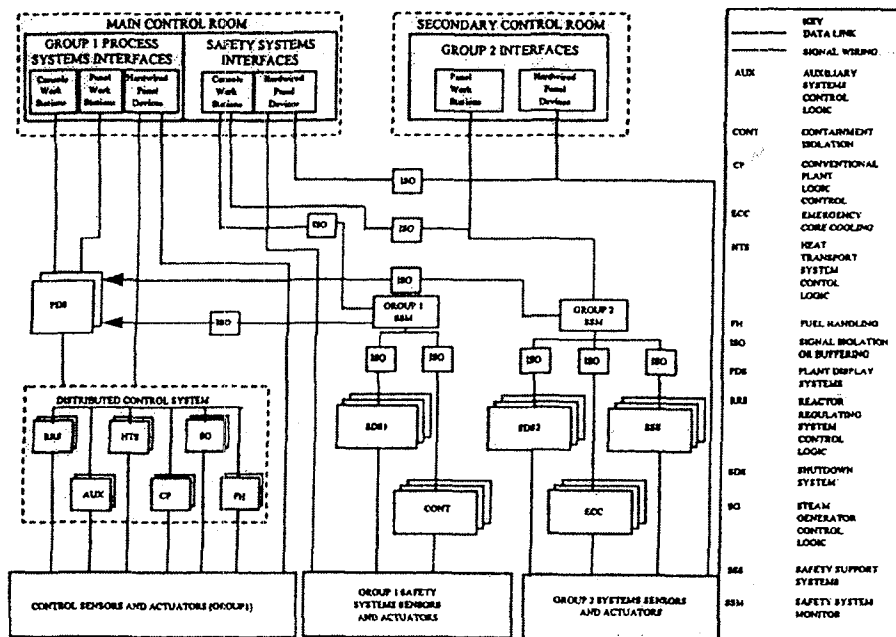 MAIN CONTROL ROOM
GROUP 1 PROCESS
SYSTEMS INTERFACES
Console
Work
Stations
Panel
Work
Stations
Hardwired
Panel
Devices
SAFETY SYSTEMS
INTERFACES
Console
Work
Stations
Hardwired
Panel
Devices
SECONDARY CONTROL ROOM
GROUP 2 INTERFACES
Panel
Work
Stations
Hardwired
Panel
Devices
ISO
ISO
ISO
ISO
PDS
ISO
GROUP 1
SSM
GROUP 2
SSM
ISO
ISO
ISO
ISO
ISO
DISTRIBUTED CONTROL SYSTEM
RRS
HTS
SG
AUX
CP
FH
SDS1
CONT
SDS2
SSS
ECC
CONTROL SENSORS AND ACTUATORS (GROUP1)
GROUP 1 SAFETY
SYSTEMS SENSORS
AND ACTUATORS
GROUP 2 SYSTEMS SENSORS
AND ACTUATORS
KEY
DATA LINK
SIGNAL WIRING
AUX AUXILIARY
SYSTEMS
CONTROL
LOGIC
CONT CONTAINMENT
ISOLATION
CP CONVENTIONAL
PLANT
LOGIC
CONTROL
ECC EMERGENCY
CORE COOLING
HTS HEAT
TRANSPORT
SYSTEM
CONTOL
LOGIC
FH FUEL HANDLING
ISO SIGNAL ISOLATION
OR BUFFERING
PDS PLANT DISPLAY
SYSTEMS
RRS REACTOR
REGULATING
SYSTEM
CONTROL
LOGIC
SDS SHUTDOWN
SYSTEM
SG STEAM
GENERATOR
CONTROL
LOGIC
SSS SAFETY SUPPORT
SYSTEMS
SSM SAFETY SYSTEM
MONITOR